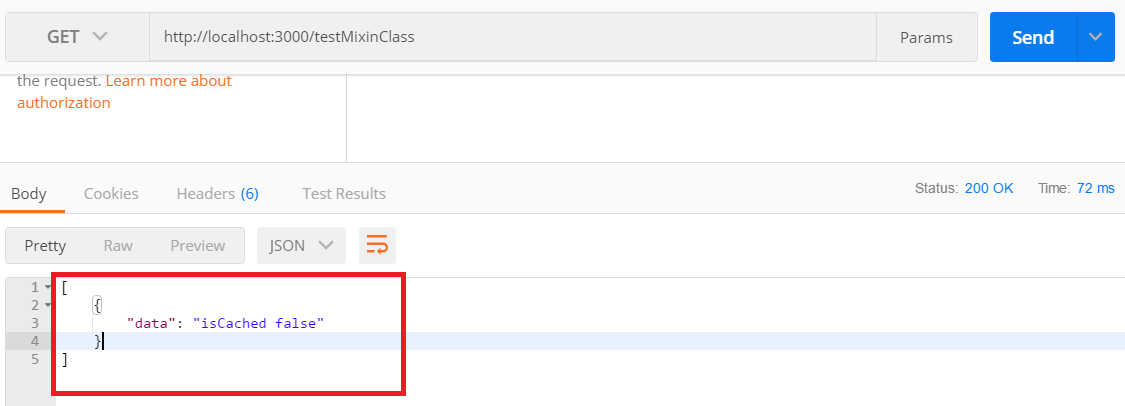 GET http://localhost:3000/testMixinClass Params Send
the request. Learn more about
authorization
Body Cookies Headers (6) Test Results Status: 200 OK Time: 72 ms
Pretty Raw Preview JSON
1 [
2 {
3 "data": "isCached false"
4 }
5 ]